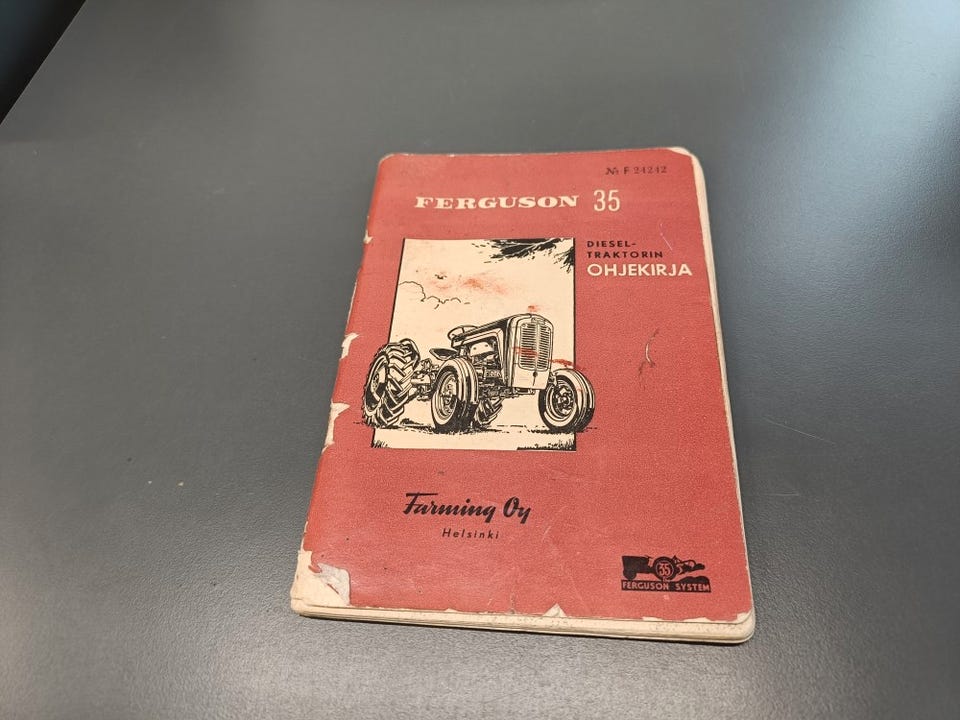 № F 24242
FERGUSON 35
DIESEL-
TRAKTORIN
OHJEKIRJA
Farming Oy
Helsinki
35
FERGUSON SYSTEM